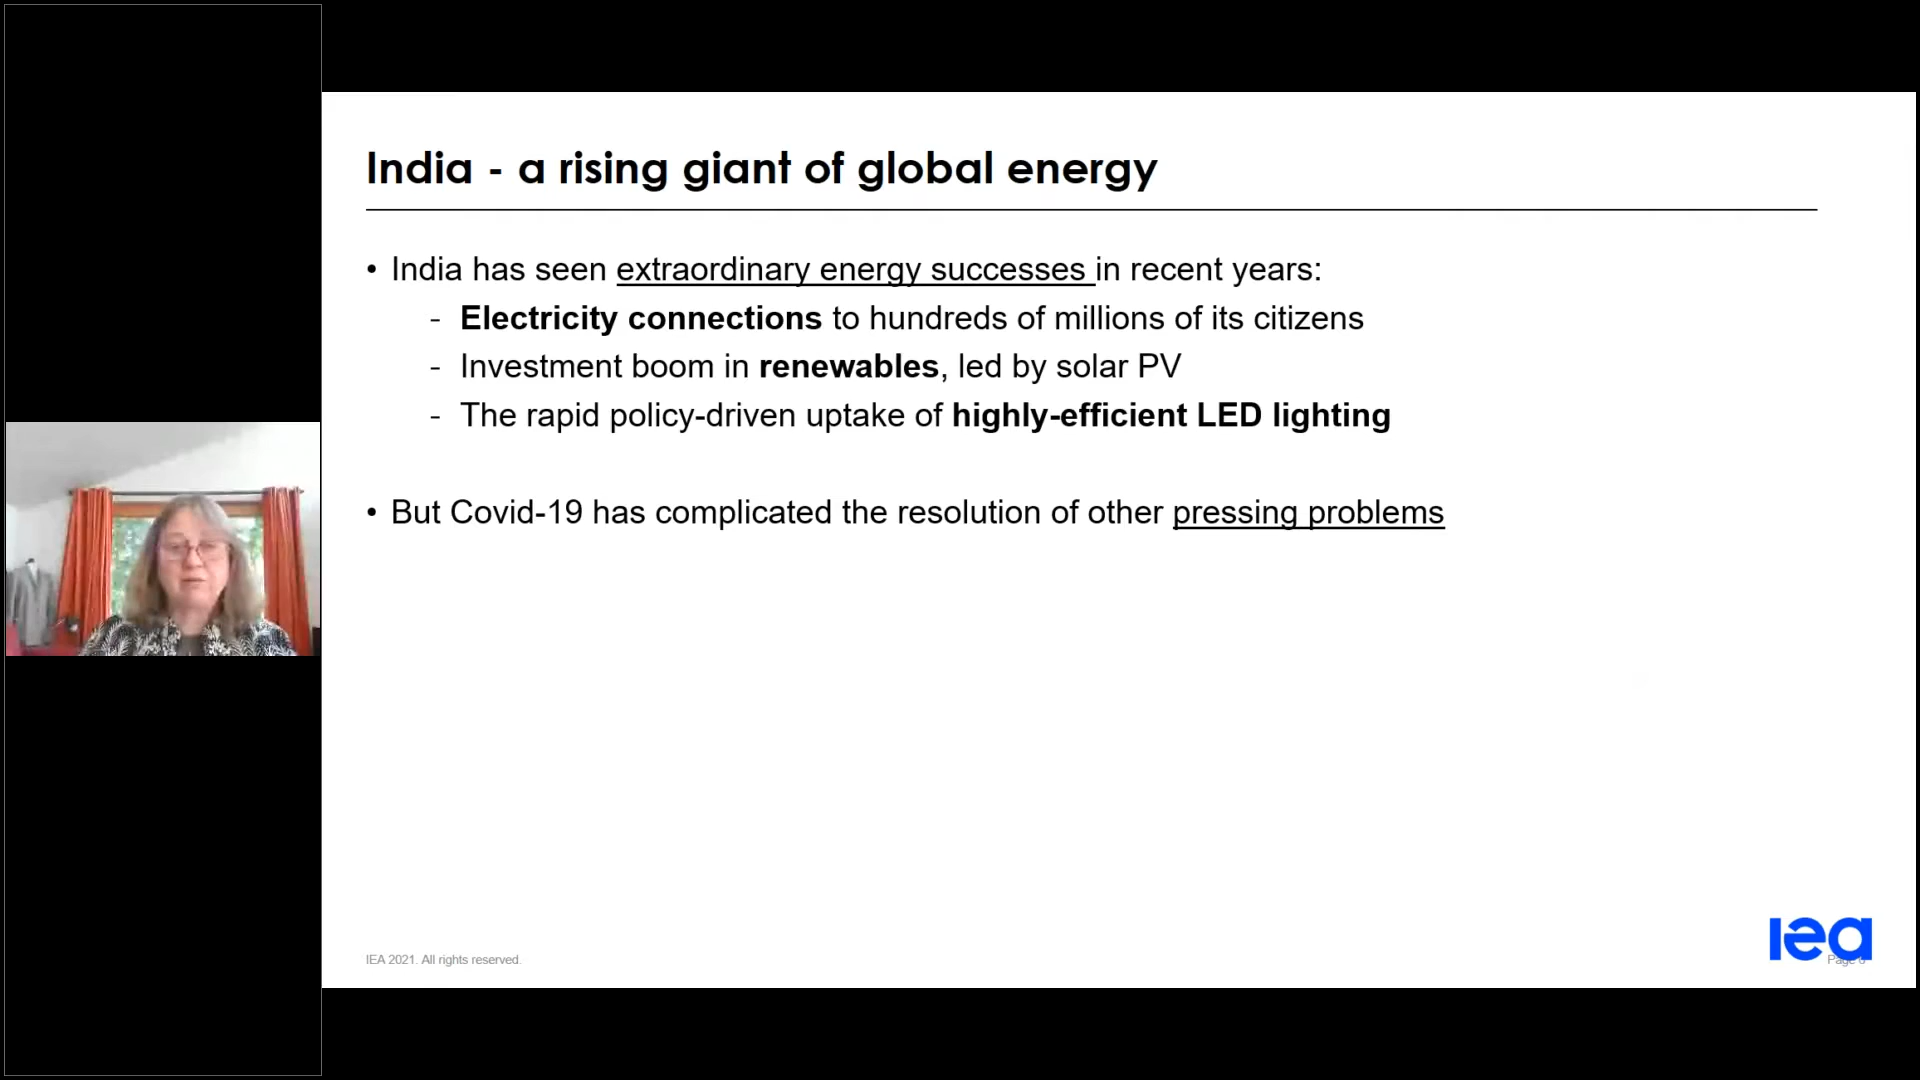 India - a rising giant of global energy
• India has seen extraordinary energy successes in recent years:
- Electricity connections to hundreds of millions of its citizens
- Investment boom in renewables, led by solar PV
- The rapid policy-driven uptake of highly-efficient LED lighting
• But Covid-19 has complicated the resolution of other pressing problems
IEA 2021. All rights reserved.
iea
Page